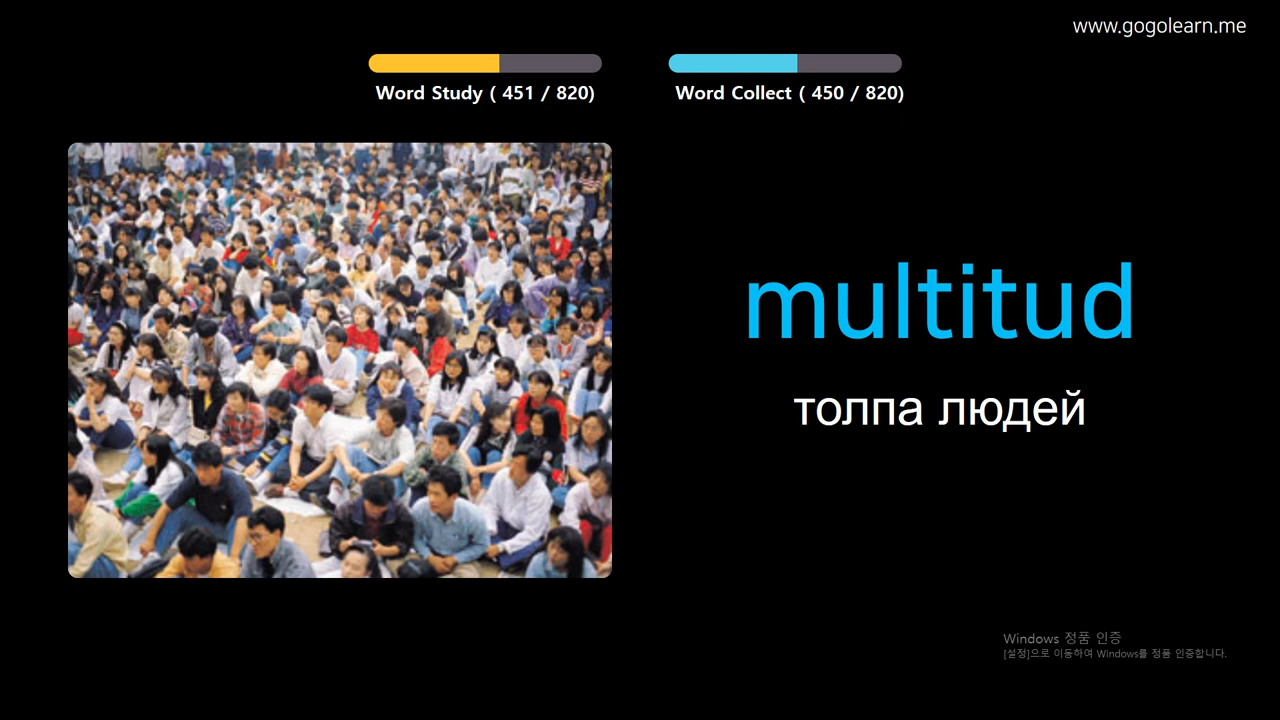 www.gogolearn.me
Word Study ( 451 / 820)
Word Collect ( 450 / 820)
multitud
толпа людей
Windows 정품 인증
[설정]으로 이동하여 Windows를 정품 인증합니다.